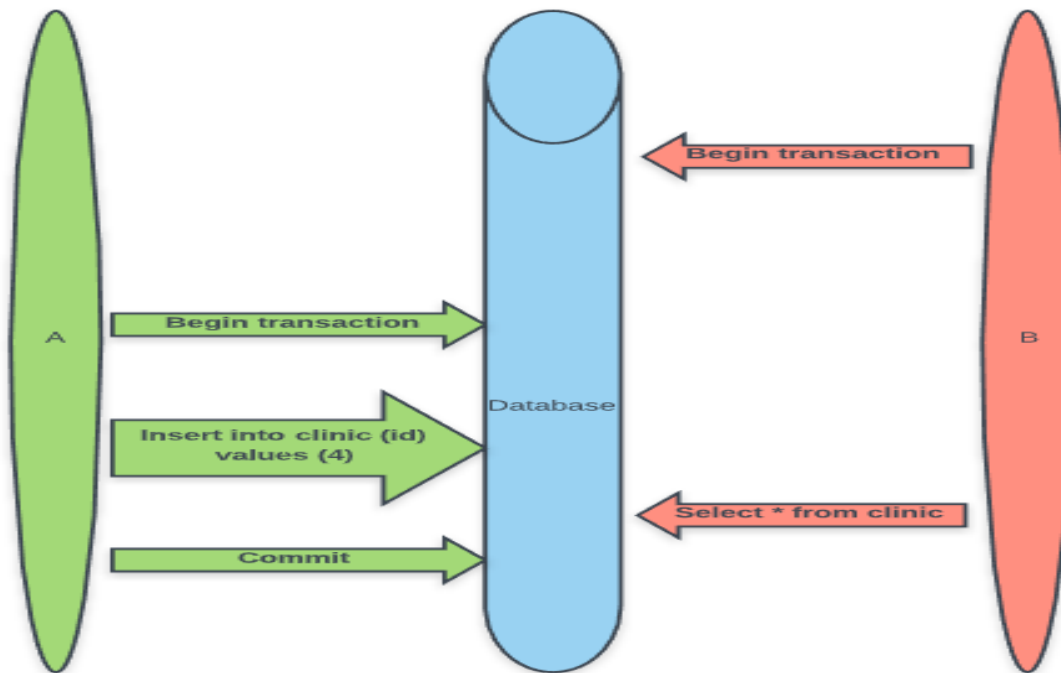 Begin transaction
Begin transaction
A
B
Database
Insert into clinic (id)
values (4)
Select * from clinic
Commit